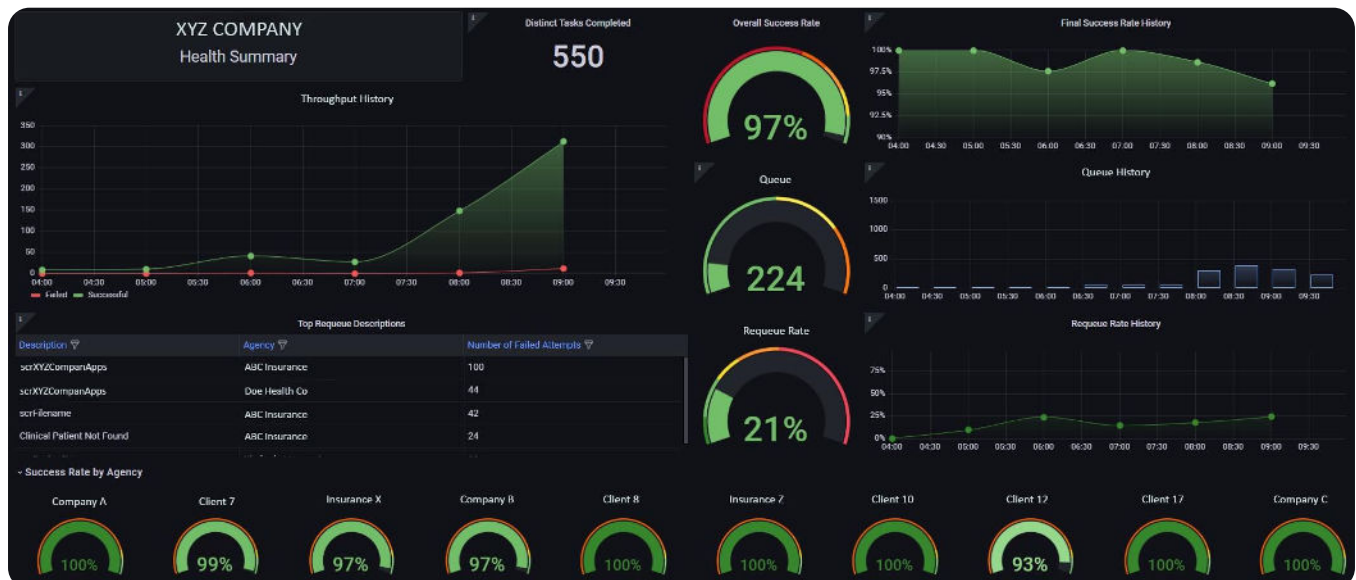 XYZ COMPANY
Health Summary
Distinct Tasks Completed
550
Overall Success Rate
97%
Final Success Rate History
100%
97.5%
95%
92.5%
90%
04:00 04:30 05:00 05:30 06:00 06:30 07:00 07:30 08:00 08:30 09:00 09:30
Throughput History
350
300
250
200
150
100
50
0
04:00 04:30 05:00 05:30 06:00 06:30 07:00 07:30 08:00 08:30 09:00 09:30
Failed Successful
Queue
224
Queue History
1500
1000
500
0
04:00 04:30 05:00 05:30 06:00 06:30 07:00 07:30 08:00 08:30 09:00 09:30
Top Requeue Descriptions
Description Agency Number of Failed Attempts
scrXYZCompanApps ABC Insurance 100
scrXYZCompanApps Doe Health Co 44
scrFilename ABC Insurance 42
Clinical Patient Not Found ABC Insurance 24
Requeue Rate
21%
Requeue Rate History
75%
50%
25%
0%
04:00 04:30 05:00 05:30 06:00 06:30 07:00 07:30 08:00 08:30 09:00 09:30
Success Rate by Agency
Company A Client 7 Insurance X Company B Client 8 Insurance Z Client 10 Client 12 Client 17 Company C
100% 99% 97% 97% 100% 100% 100% 93% 100% 100%